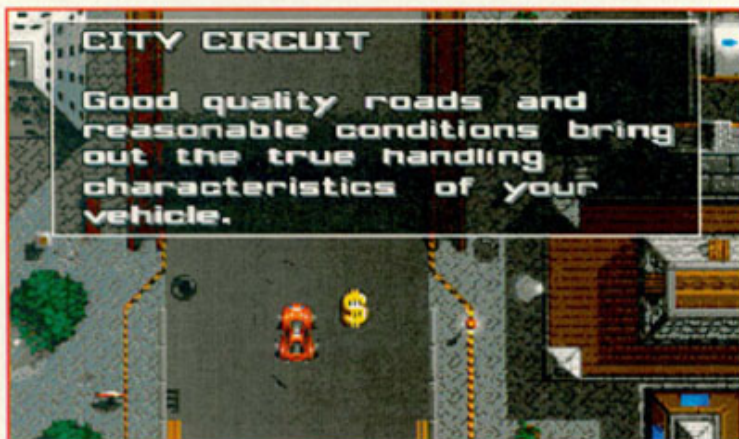 CITY CIRCUIT
Good quality roads and
reasonable conditions bring
out the true handling
characteristics of your
vehicle.
$